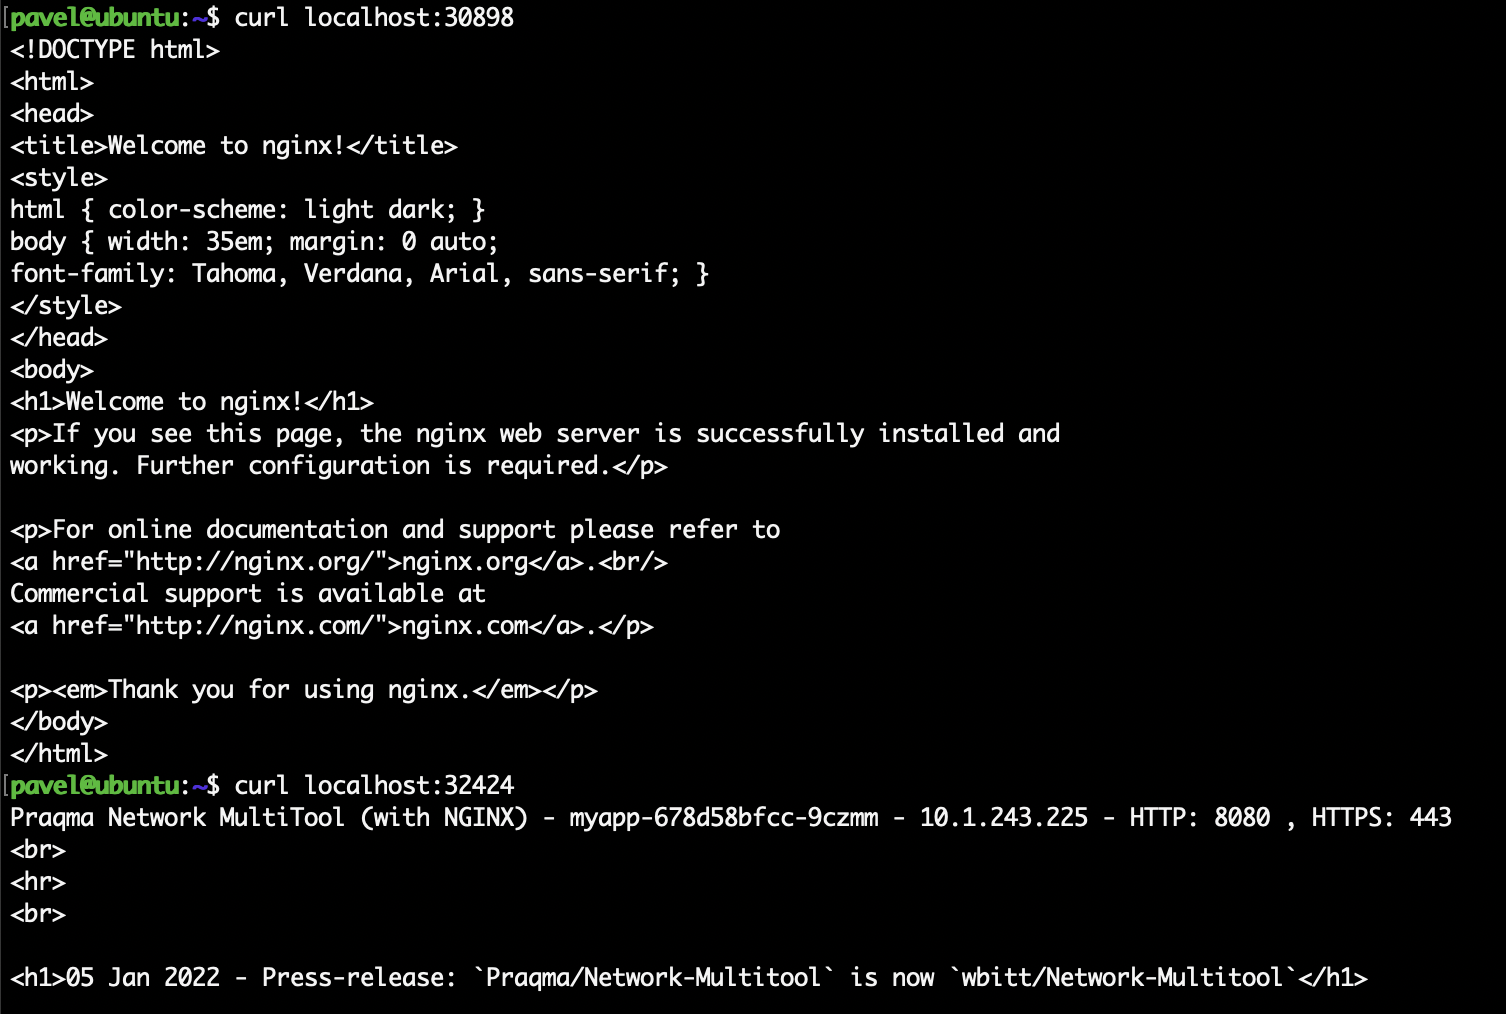 [pavel@ubuntu:~$ curl localhost:30898
<!DOCTYPE html>
<html>
<head>
<title>Welcome to nginx!</title>
<style>
html { color-scheme: light dark; }
body { width: 35em; margin: 0 auto;
font-family: Tahoma, Verdana, Arial, sans-serif; }
</style>
</head>
<body>
<h1>Welcome to nginx!</h1>
<p>If you see this page, the nginx web server is successfully installed and
working. Further configuration is required.</p>

<p>For online documentation and support please refer to
<a href="http://nginx.org/">nginx.org</a>.<br/>
Commercial support is available at
<a href="http://nginx.com/">nginx.com</a>.</p>

<p><em>Thank you for using nginx.</em></p>
</body>
</html>
[pavel@ubuntu:~$ curl localhost:32424
Praqma Network MultiTool (with NGINX) - myapp-678d58bfcc-9czmm - 10.1.243.225 - HTTP: 8080 , HTTPS: 443
<br>
<hr>
<br>

<h1>05 Jan 2022 - Press-release: `Praqma/Network-Multitool` is now `wbitt/Network-Multitool`</h1>